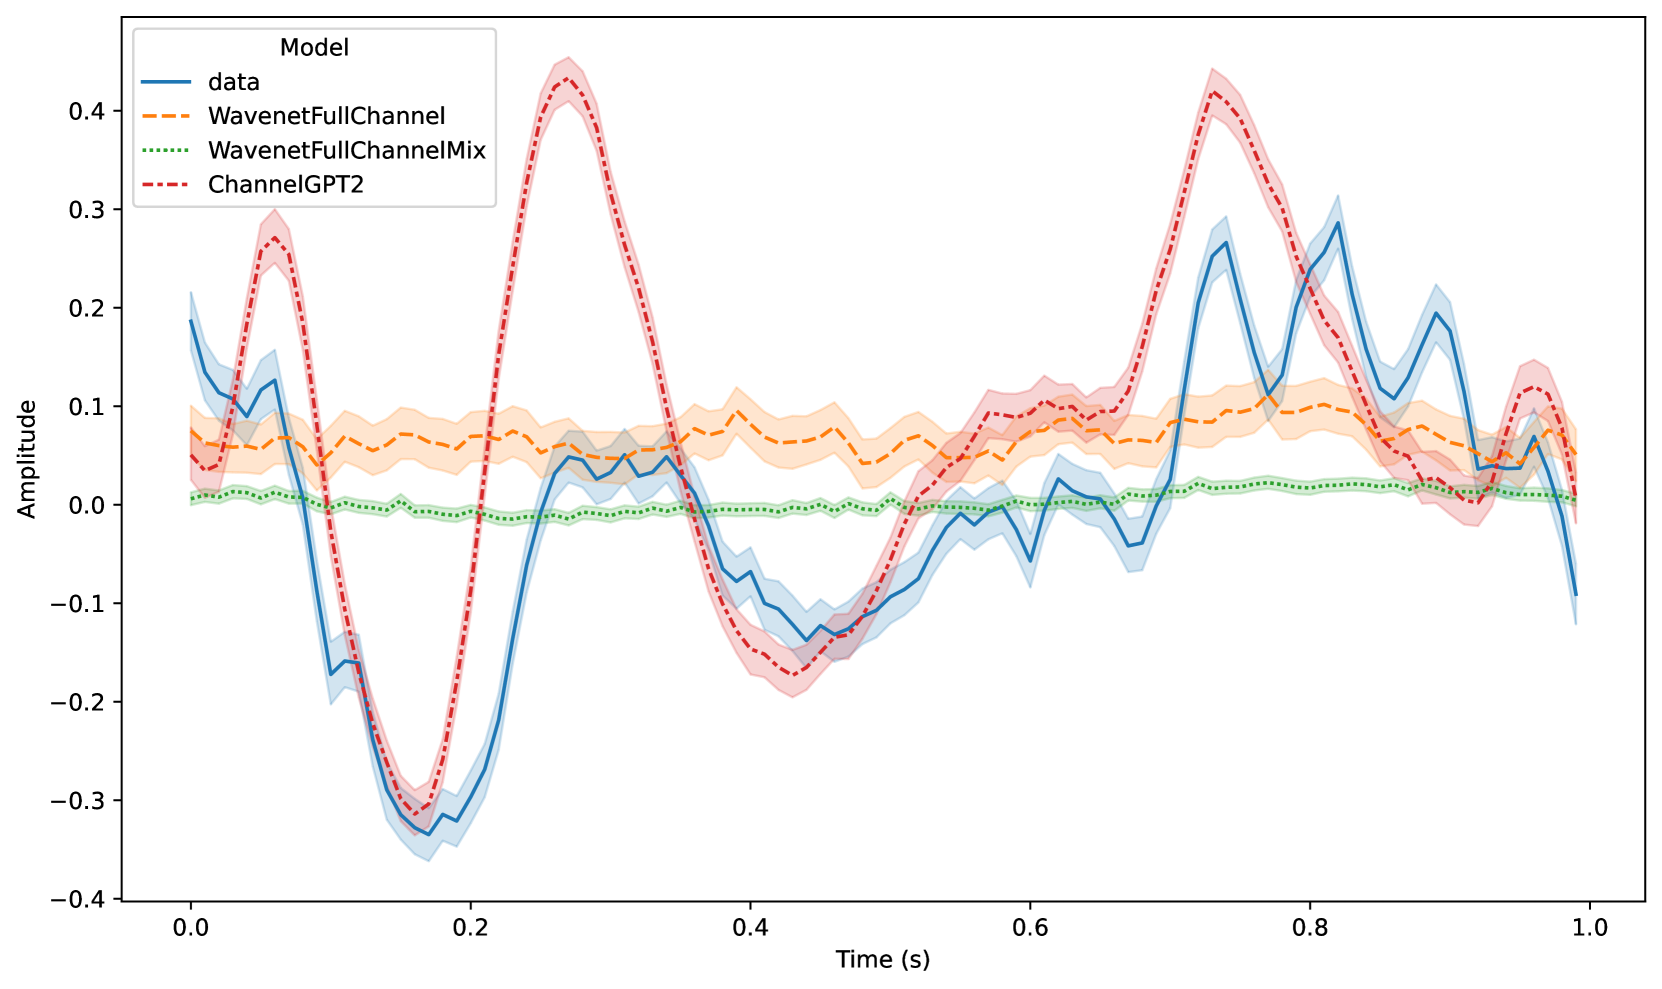 Model
data
WavenetFullChannel
WavenetFullChannelMix
ChannelGPT2
Amplitude
0.4
0.3
0.2
0.1
0.0
−0.1
−0.2
−0.3
−0.4
0.0 0.2 0.4 0.6 0.8 1.0
Time (s)